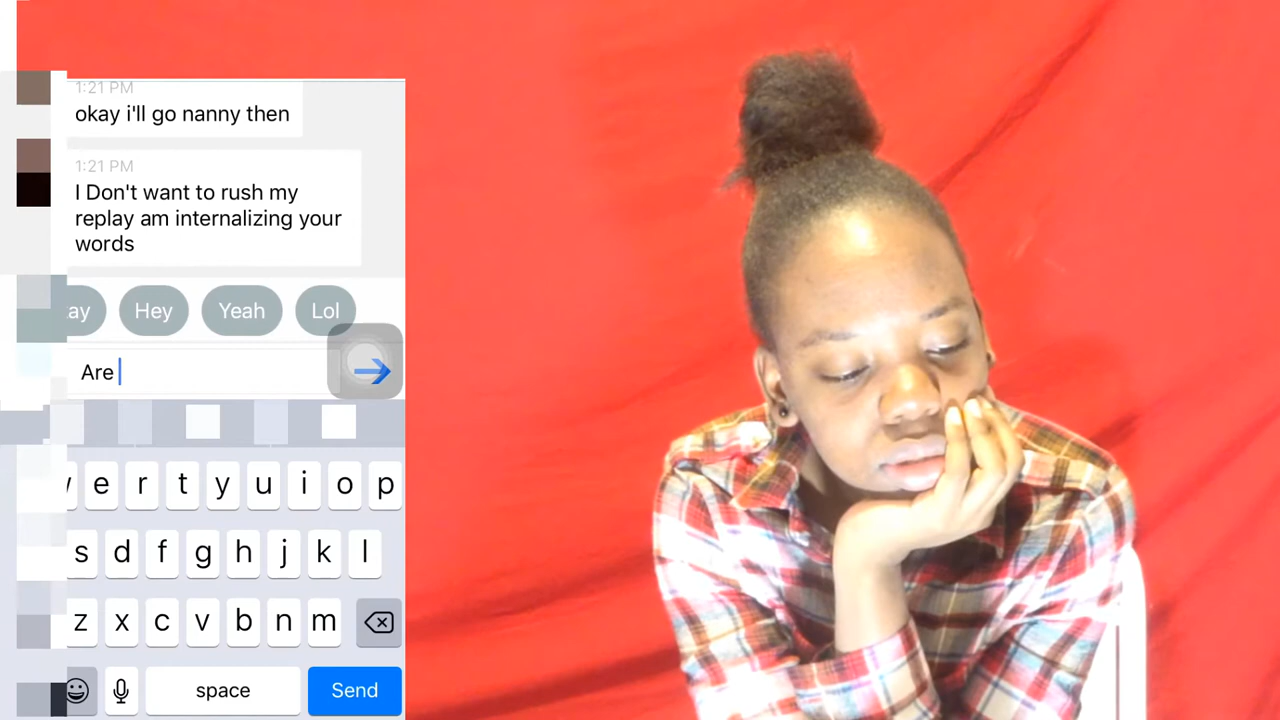 1:21 PM
okay i'll go nanny then
1:21 PM
I Don't want to rush my
replay am internalizing your
words
ay Hey Yeah Lol
Are
e r t y u i o p
s d f g h j k l
z x c v b n m
space Send